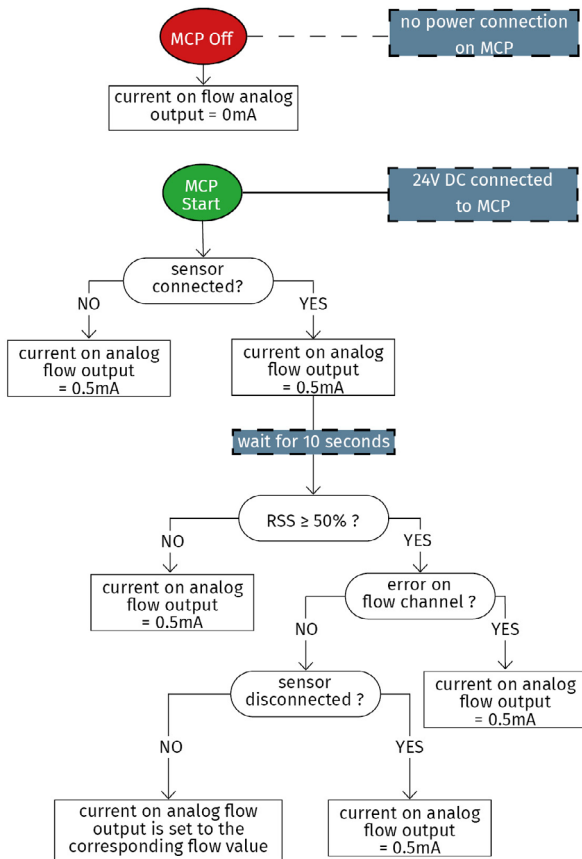 MCP Off
no power connection
on MCP
current on flow analog
output = 0mA
MCP
Start
24V DC connected
to MCP
sensor
connected?
NO
YES
current on analog
flow output
= 0.5mA
current on analog
flow output
= 0.5mA
wait for 10 seconds
RSS ≥ 50% ?
NO
YES
current on analog
flow output
= 0.5mA
error on
flow channel ?
NO
YES
sensor
disconnected ?
current on analog
flow output
= 0.5mA
NO
YES
current on analog flow
output is set to the
corresponding flow value
current on analog
flow output
= 0.5mA